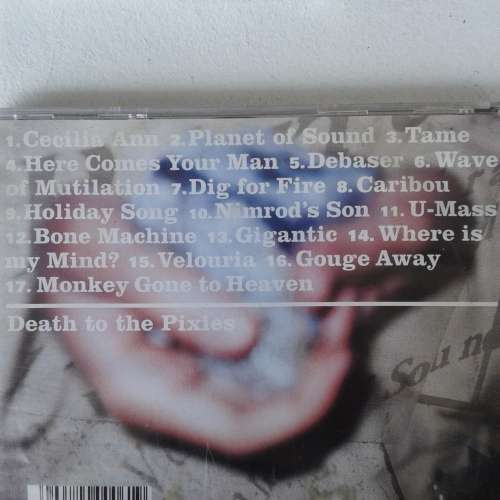 1.Cecilia Ann 2.Planet of Sound 3.Tame
4.Here Comes Your Man 5.Debaser 6.Wave
of Mutilation 7.Dig for Fire 8.Caribou
9.Holiday Song 10.Nimrod's Son 11.U-Mass
12.Bone Machine 13.Gigantic 14.Where is
my Mind? 15.Velouria 16.Gouge Away
17.Monkey Gone to Heaven
Death to the Pixies
Soun